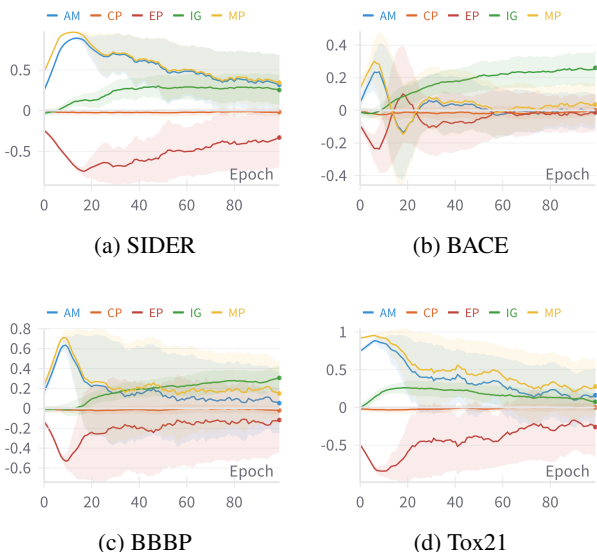 AM CP EP IG MP
0.5
0
-0.5
Epoch
0 20 40 60 80
(a) SIDER
AM CP EP IG MP
0.4
0.2
0
-0.2
-0.4
Epoch
0 20 40 60 80
(b) BACE
AM CP EP IG MP
0.8
0.6
0.4
0.2
0
-0.2
-0.4
-0.6
Epoch
0 20 40 60 80
(c) BBBP
AM CP EP IG MP
1
0.5
0
-0.5
Epoch
0 20 40 60 80
(d) Tox21